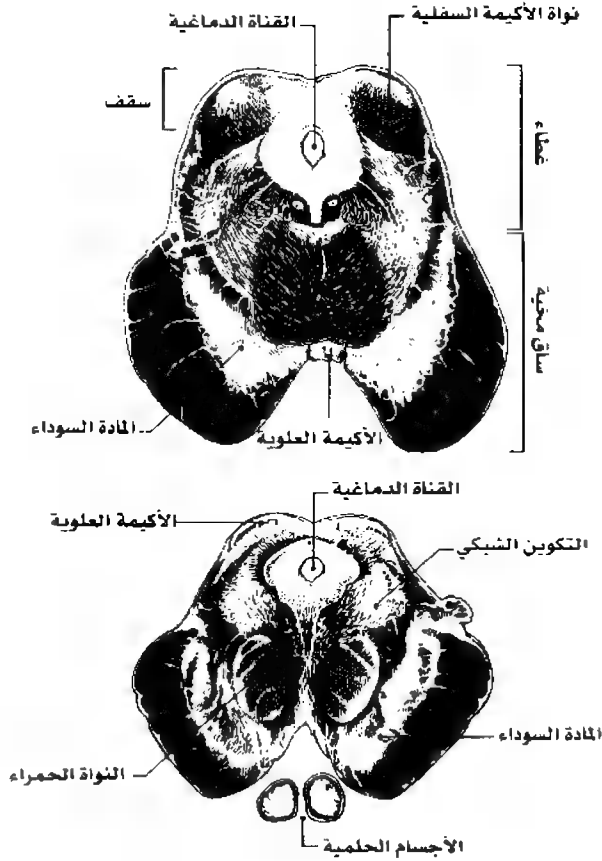 القناة الدماغية
نواة الأكيمة السفلية
سقف
غطاء
ساق مخية
المادة السوداء
الأكيمة العلوية
القناة الدماغية
الأكيمة العلوية
التكوين الشبكي
المادة السوداء
النواة الحمراء
الأجسام الحلمية